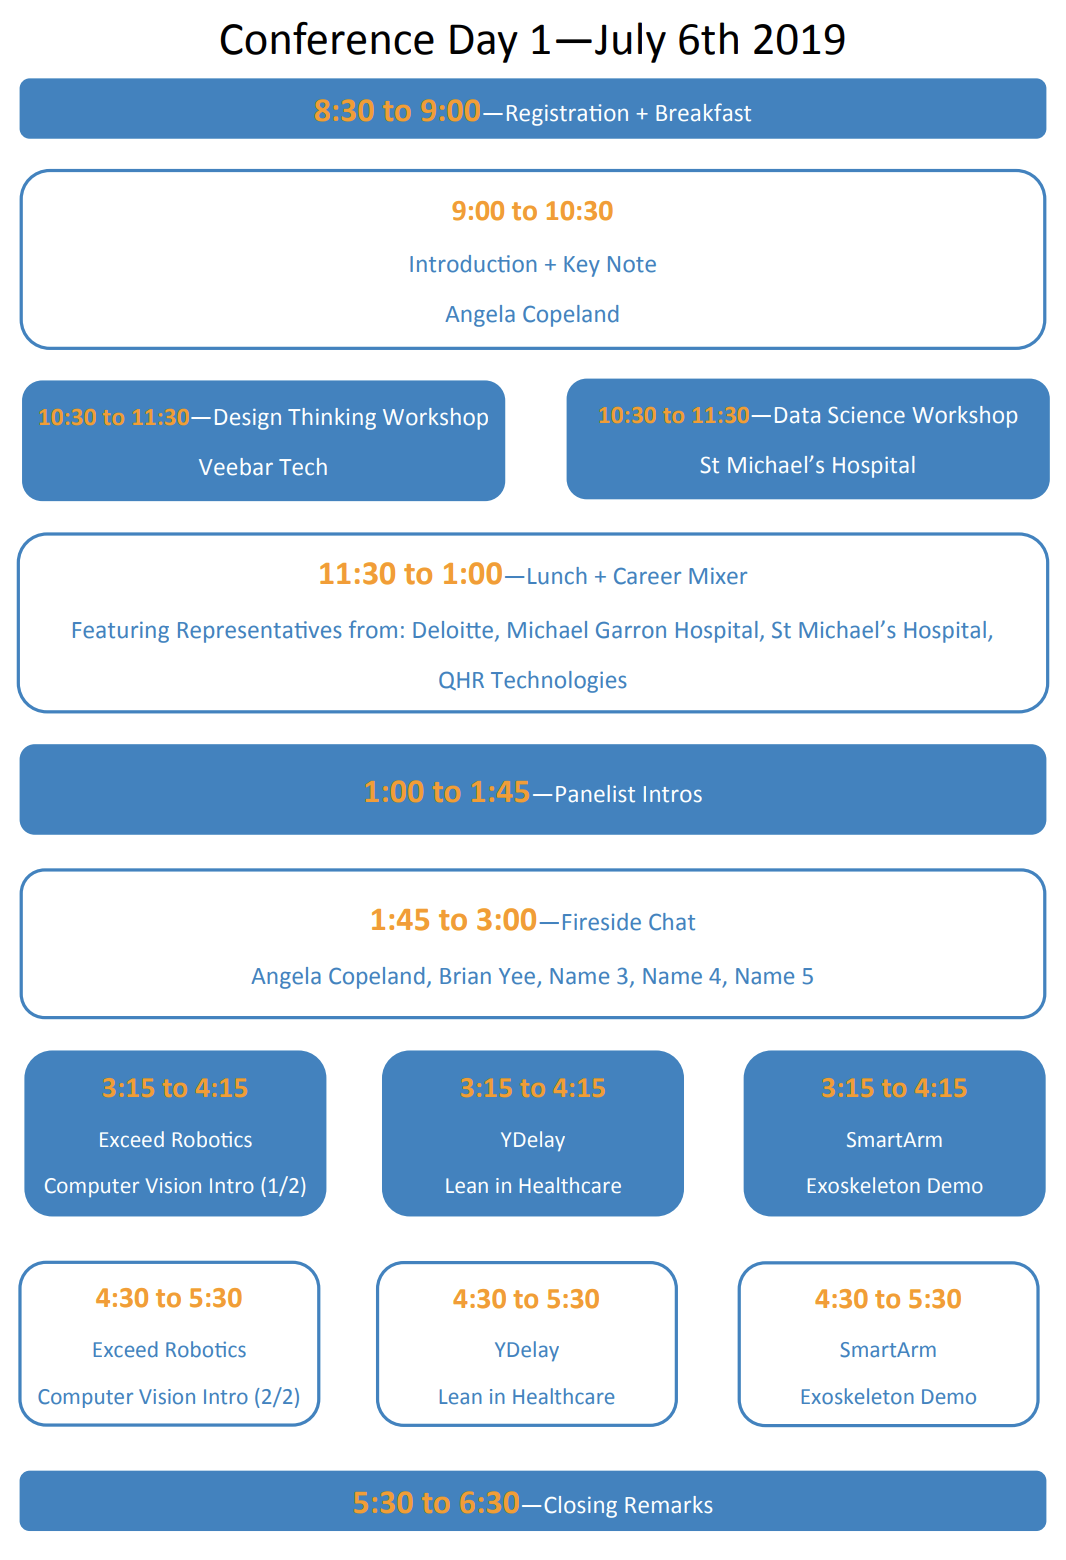 Conference Day 1—July 6th 2019
8:30 to 9:00—Registration + Breakfast
9:00 to 10:30
Introduction + Key Note
Angela Copeland
10:30 to 11:30—Design Thinking Workshop
Veebar Tech
10:30 to 11:30—Data Science Workshop
St Michael’s Hospital
11:30 to 1:00—Lunch + Career Mixer
Featuring Representatives from: Deloitte, Michael Garron Hospital, St Michael’s Hospital,
QHR Technologies
1:00 to 1:45—Panelist Intros
1:45 to 3:00—Fireside Chat
Angela Copeland, Brian Yee, Name 3, Name 4, Name 5
3:15 to 4:15
Exceed Robotics
Computer Vision Intro (1/2)
3:15 to 4:15
YDelay
Lean in Healthcare
3:15 to 4:15
SmartArm
Exoskeleton Demo
4:30 to 5:30
Exceed Robotics
Computer Vision Intro (2/2)
4:30 to 5:30
YDelay
Lean in Healthcare
4:30 to 5:30
SmartArm
Exoskeleton Demo
5:30 to 6:30—Closing Remarks